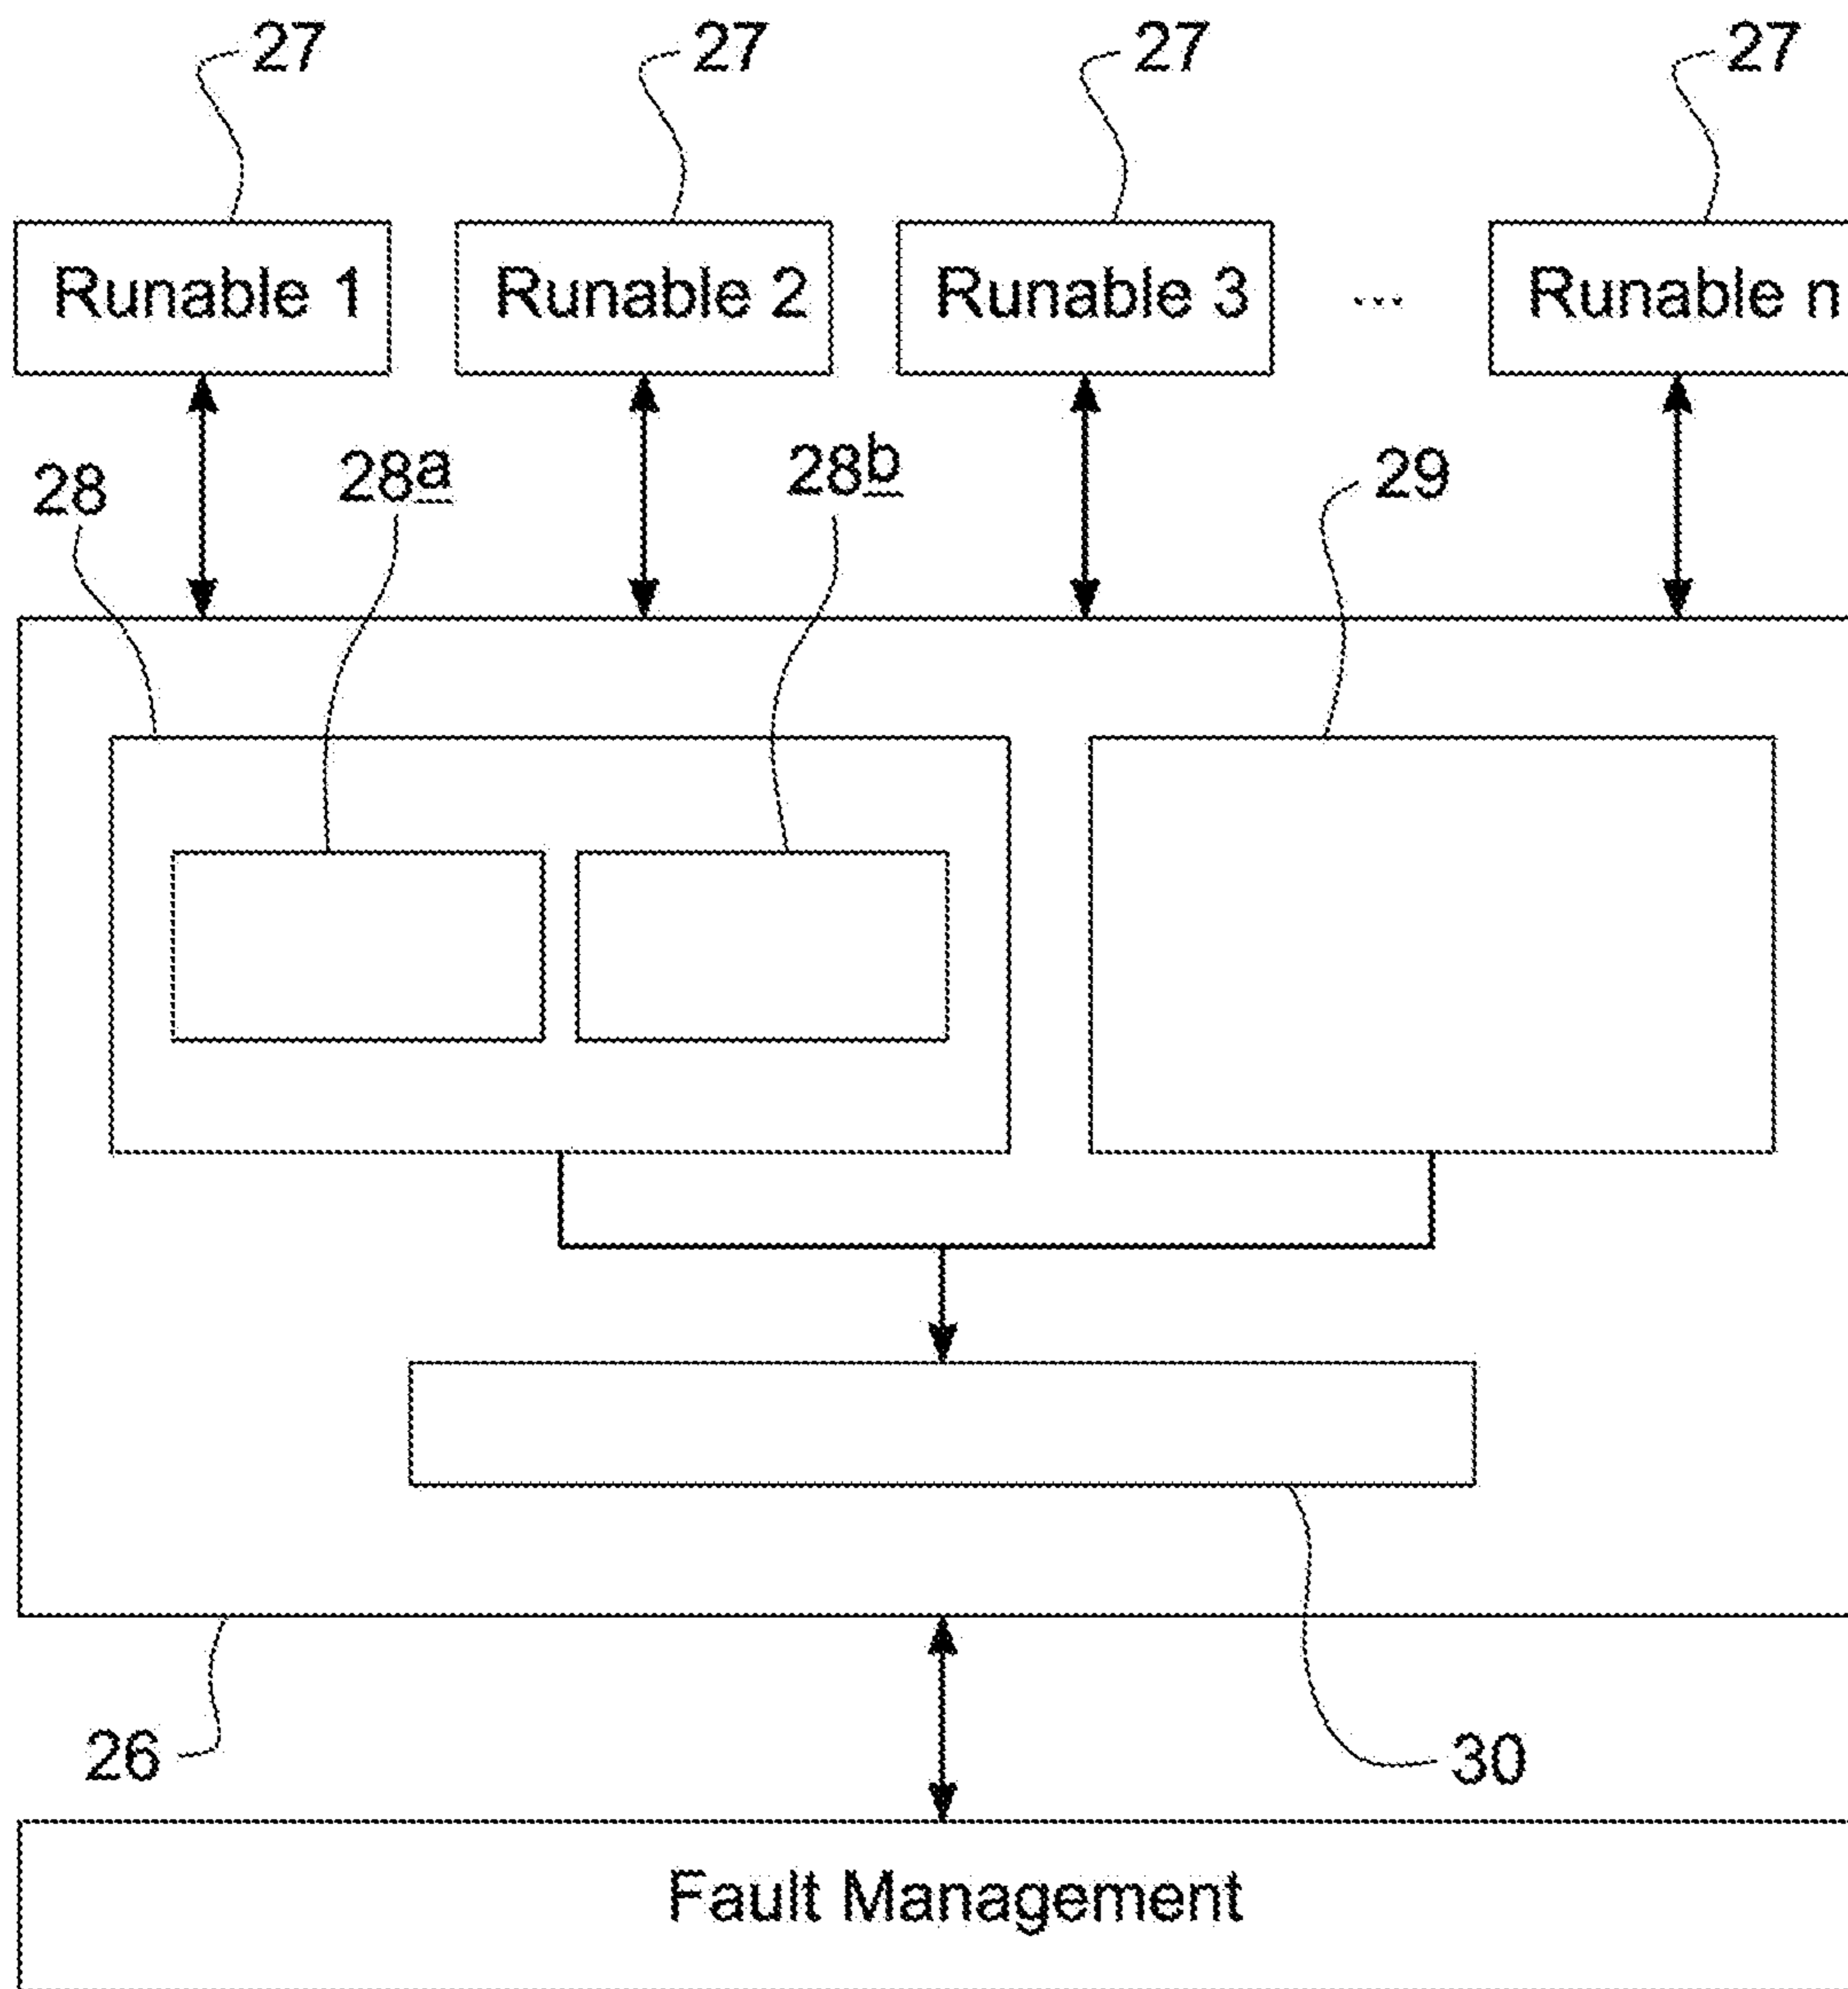 27 27 27 27
Runable 1 Runable 2 Runable 3 ... Runable n
28 28a 28b 29
26 30
Fault Management